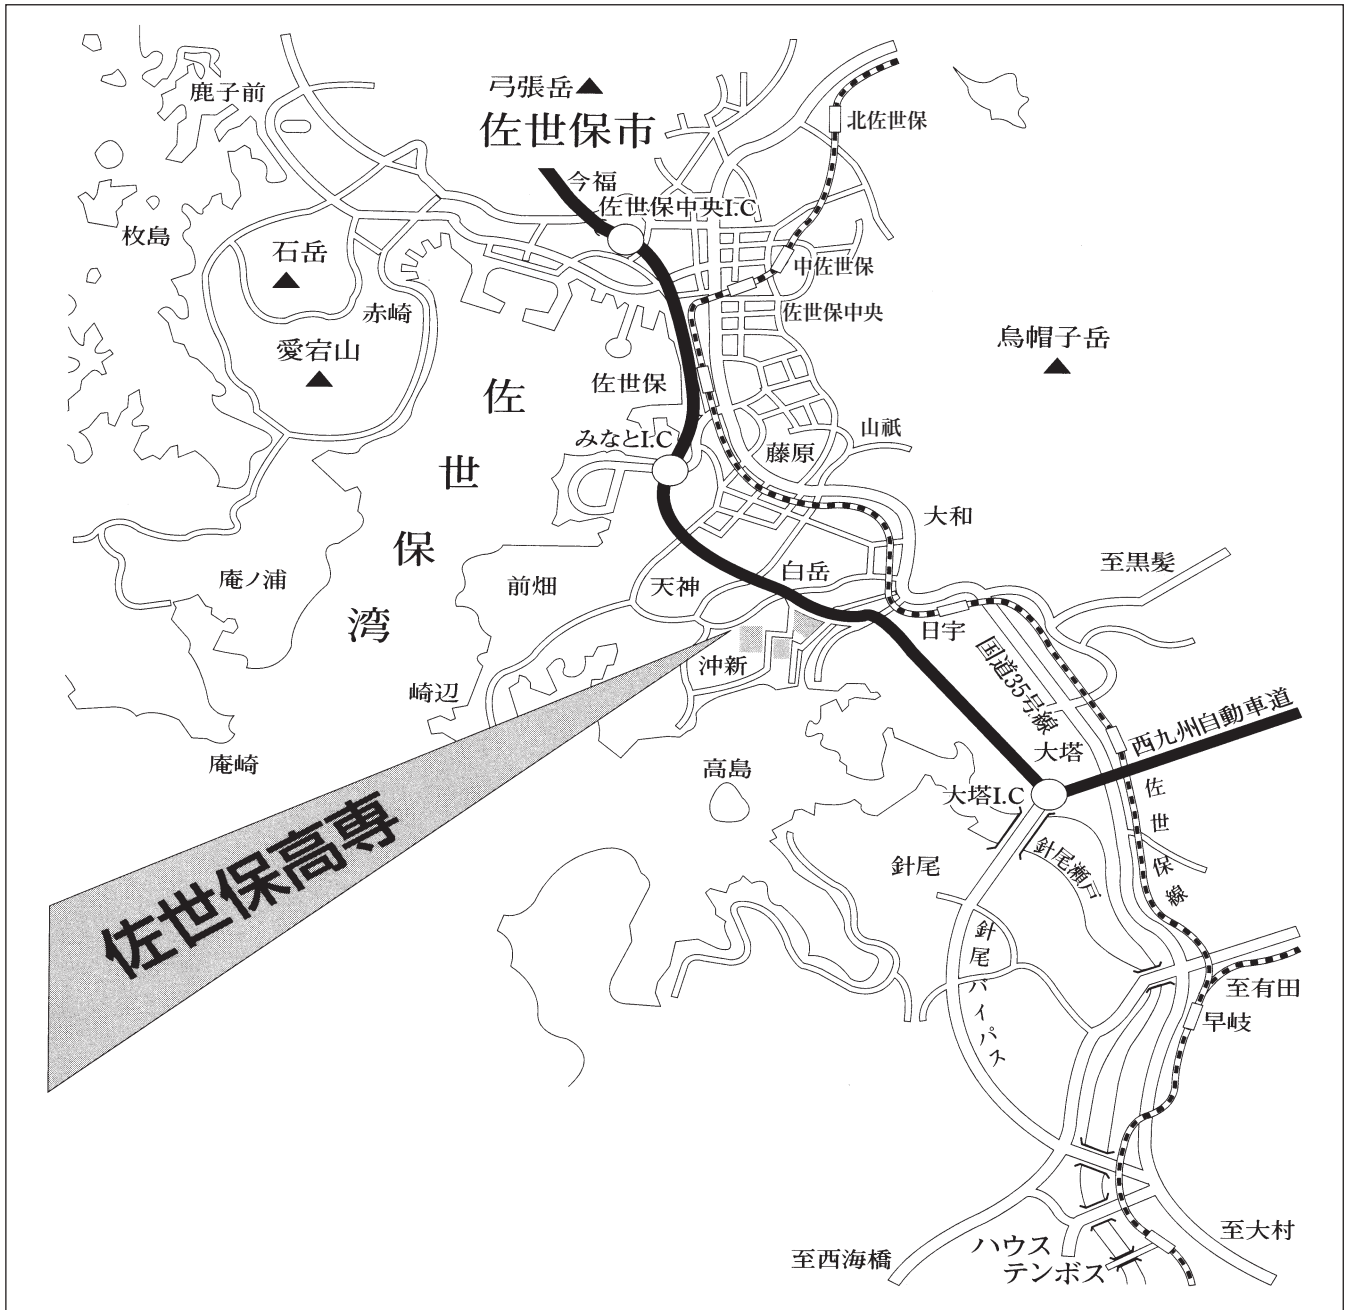 鹿子前
弓張岳
佐世保市
北佐世保
今福
佐世保中央I.C
枚島
石岳
中佐世保
赤崎
佐世保中央
愛宕山
烏帽子岳
佐世保
山祇
みなとI.C
藤原
佐世保湾
大和
庵ノ浦
前畑
天神
白岳
至黒髪
日宇
沖新
国道35号線
崎辺
庵崎
高島
大塔
西九州自動車道
大塔I.C
佐世保線
佐世保高専
針尾
針尾瀬戸
針尾バイパス
至有田
早岐
至大村
至西海橋
ハウス
テンボス